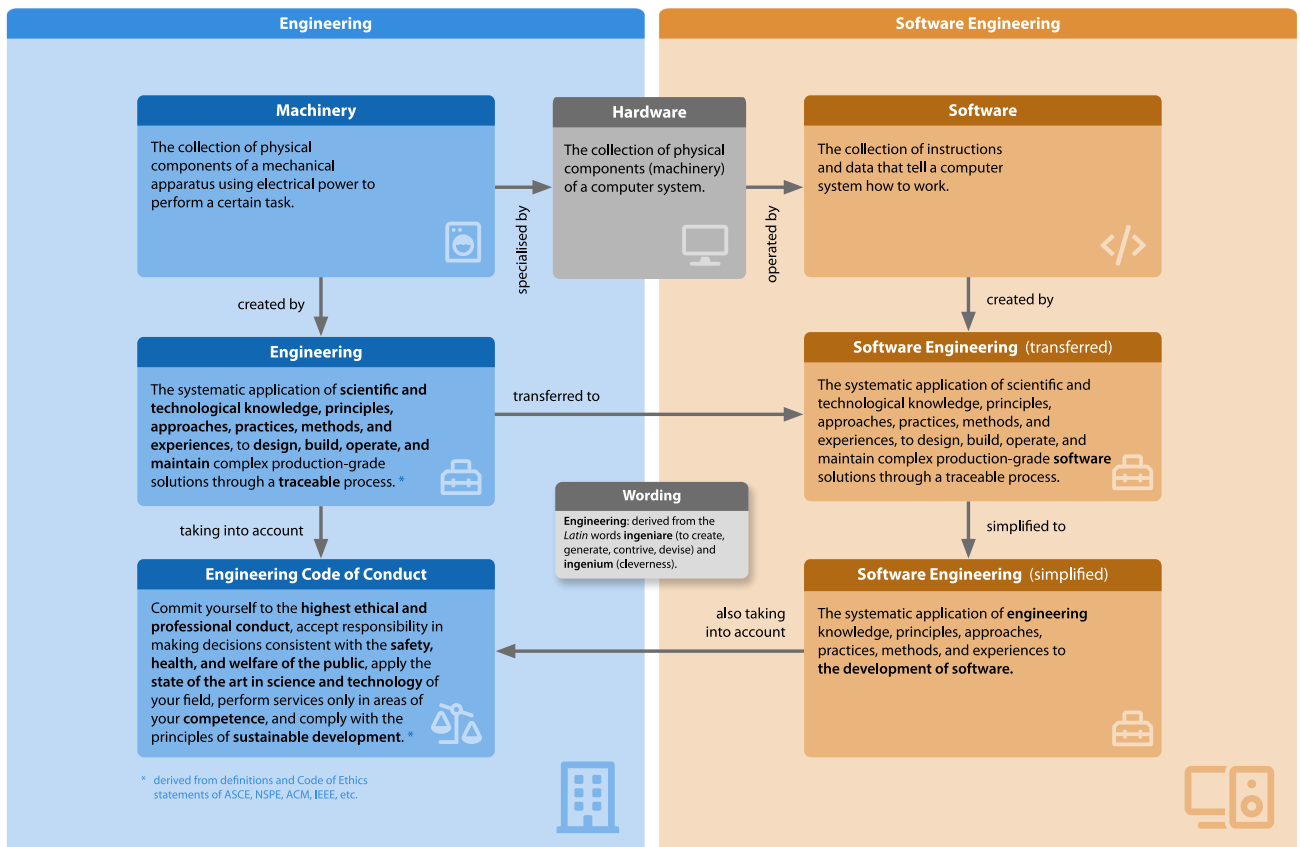 Engineering
Software Engineering
Machinery
The collection of physical
components of a mechanical
apparatus using electrical power to
perform a certain task.
specialised by
Hardware
The collection of physical
components (machinery)
of a computer system.
operated by
Software
The collection of instructions
and data that tell a computer
system how to work.
</>
created by
created by
Engineering
The systematic application of scientific and
technological knowledge, principles,
approaches, practices, methods, and
experiences, to design, build, operate, and
maintain complex production-grade
solutions through a traceable process. *
transferred to
Software Engineering (transferred)
The systematic application of scientific and
technological knowledge, principles,
approaches, practices, methods, and
experiences, to design, build, operate, and
maintain complex production-grade software
solutions through a traceable process.
Wording
Engineering: derived from the
Latin words ingeniare (to create,
generate, contrive, devise) and
ingenium (cleverness).
taking into account
simplified to
Engineering Code of Conduct
Commit yourself to the highest ethical and
professional conduct, accept responsibility in
making decisions consistent with the safety,
health, and welfare of the public, apply the
state of the art in science and technology of
your field, perform services only in areas of
your competence, and comply with the
principles of sustainable development. *
also taking
into account
Software Engineering (simplified)
The systematic application of engineering
knowledge, principles, approaches,
practices, methods, and experiences to
the development of software.
* derived from definitions and Code of Ethics
statements of ASCE, NSPE, ACM, IEEE, etc.